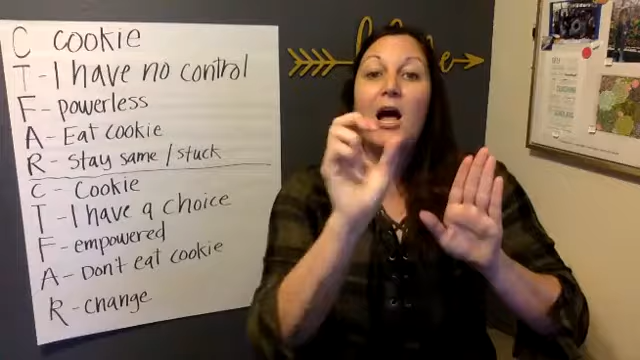 C cookie
T - I have no control
F - powerless
A - Eat cookie
R - Stay same / stuck
C - Cookie
T - I have a choice
F - empowered
A - Don't eat cookie
R - change